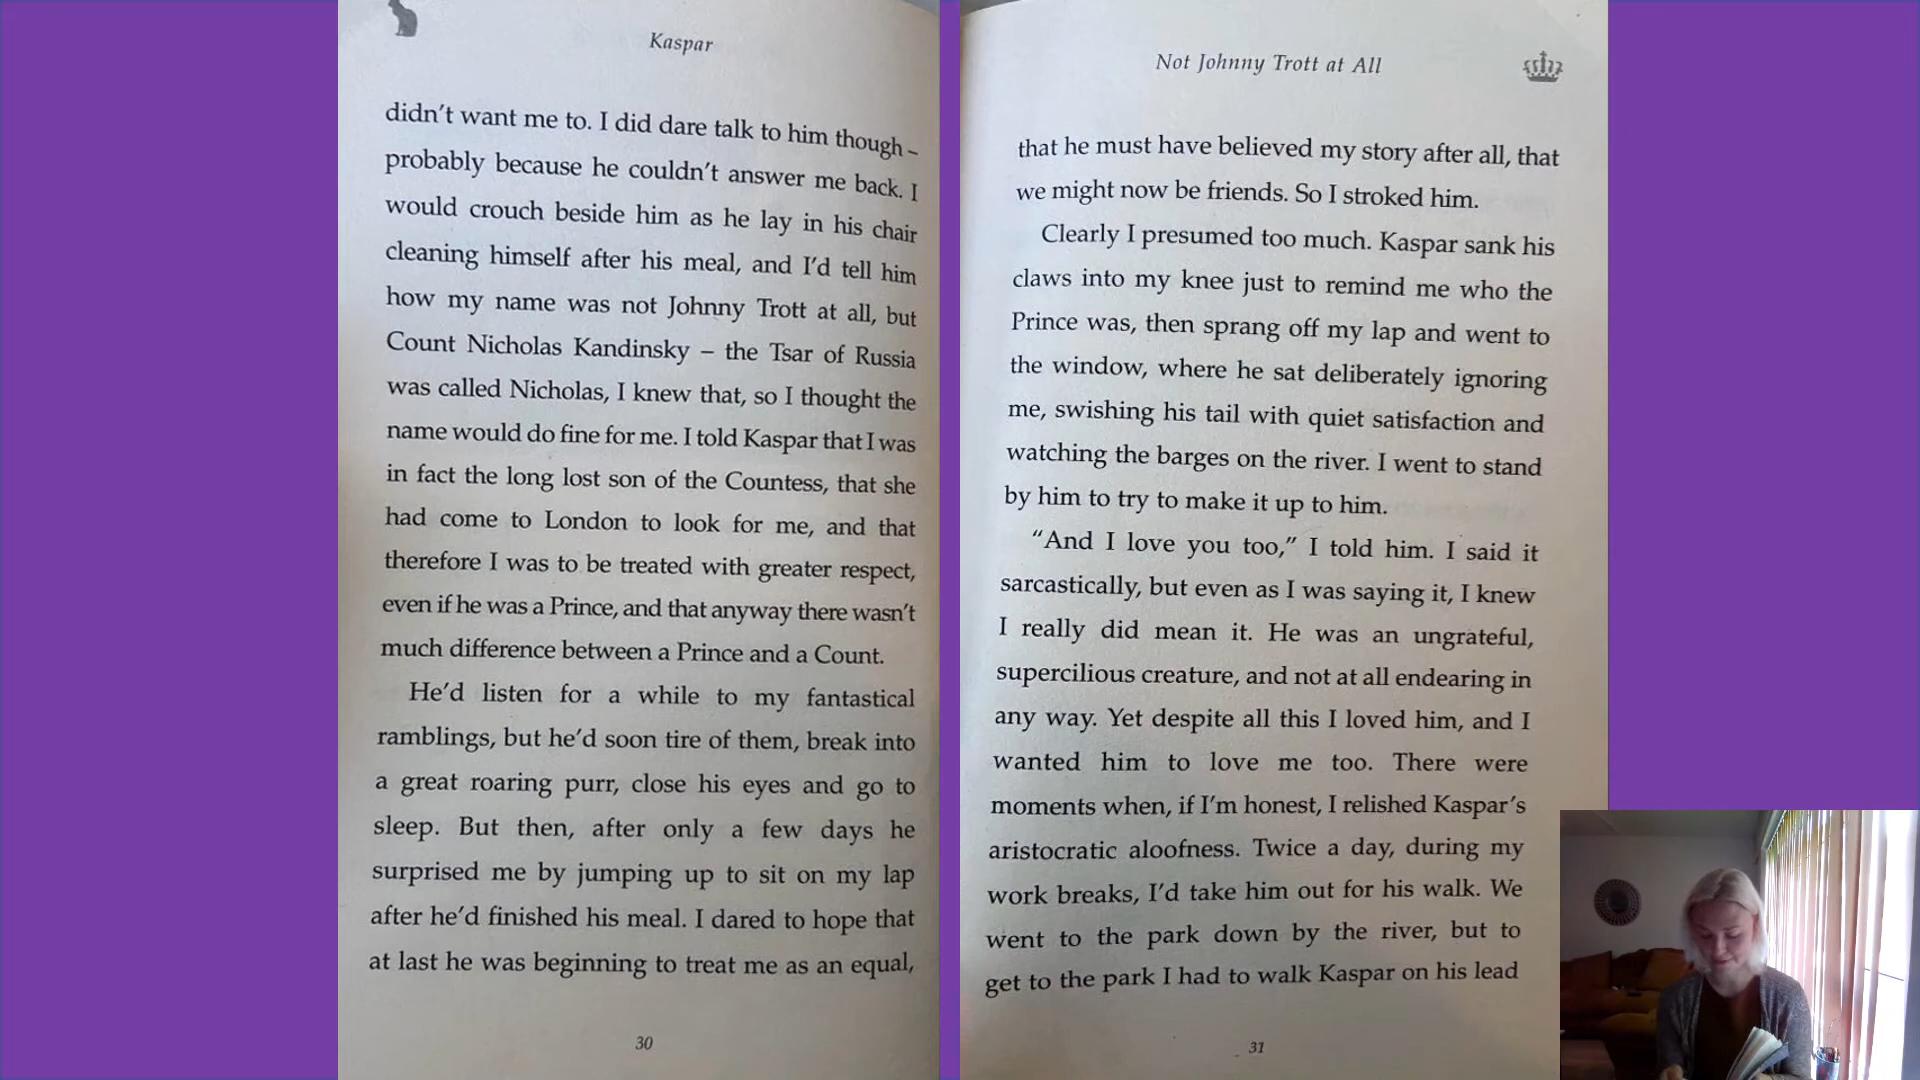 Kaspar
didn't want me to. I did dare talk to him though –
probably because he couldn't answer me back. I
would crouch beside him as he lay in his chair
cleaning himself after his meal, and I'd tell him
how my name was not Johnny Trott at all, but
Count Nicholas Kandinsky – the Tsar of Russia
was called Nicholas, I knew that, so I thought the
name would do fine for me. I told Kaspar that I was
in fact the long lost son of the Countess, that she
had come to London to look for me, and that
therefore I was to be treated with greater respect,
even if he was a Prince, and that anyway there wasn't
much difference between a Prince and a Count.
He'd listen for a while to my fantastical
ramblings, but he'd soon tire of them, break into
a great roaring purr, close his eyes and go to
sleep. But then, after only a few days he
surprised me by jumping up to sit on my lap
after he'd finished his meal. I dared to hope that
at last he was beginning to treat me as an equal,
30
Not Johnny Trott at All
that he must have believed my story after all, that
we might now be friends. So I stroked him.
Clearly I presumed too much. Kaspar sank his
claws into my knee just to remind me who the
Prince was, then sprang off my lap and went to
the window, where he sat deliberately ignoring
me, swishing his tail with quiet satisfaction and
watching the barges on the river. I went to stand
by him to try to make it up to him.
"And I love you too," I told him. I said it
sarcastically, but even as I was saying it, I knew
I really did mean it. He was an ungrateful,
supercilious creature, and not at all endearing in
any way. Yet despite all this I loved him, and I
wanted him to love me too. There were
moments when, if I'm honest, I relished Kaspar's
aristocratic aloofness. Twice a day, during my
work breaks, I'd take him out for his walk. We
went to the park down by the river, but to
get to the park I had to walk Kaspar on his lead
31